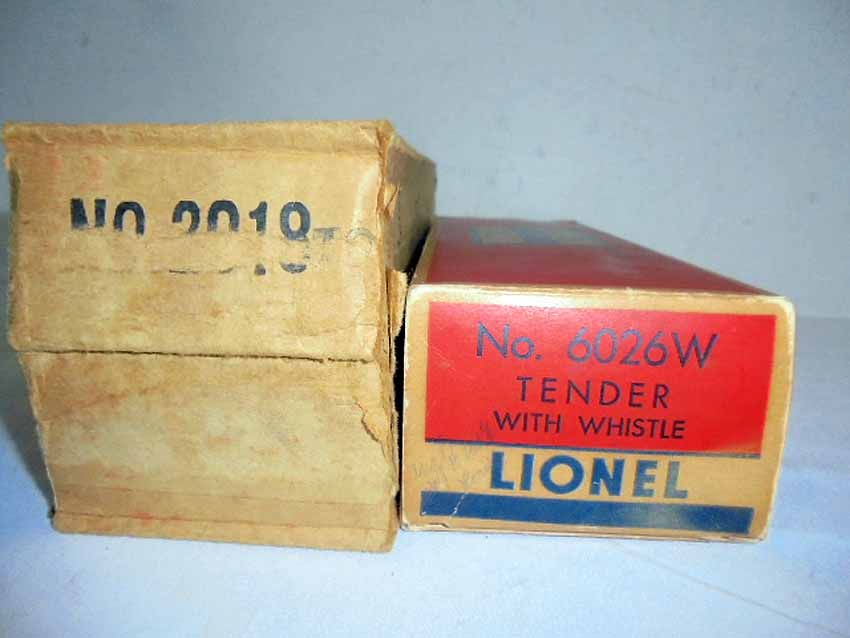 NO. 2018
No. 6026W
TENDER
WITH WHISTLE
LIONEL